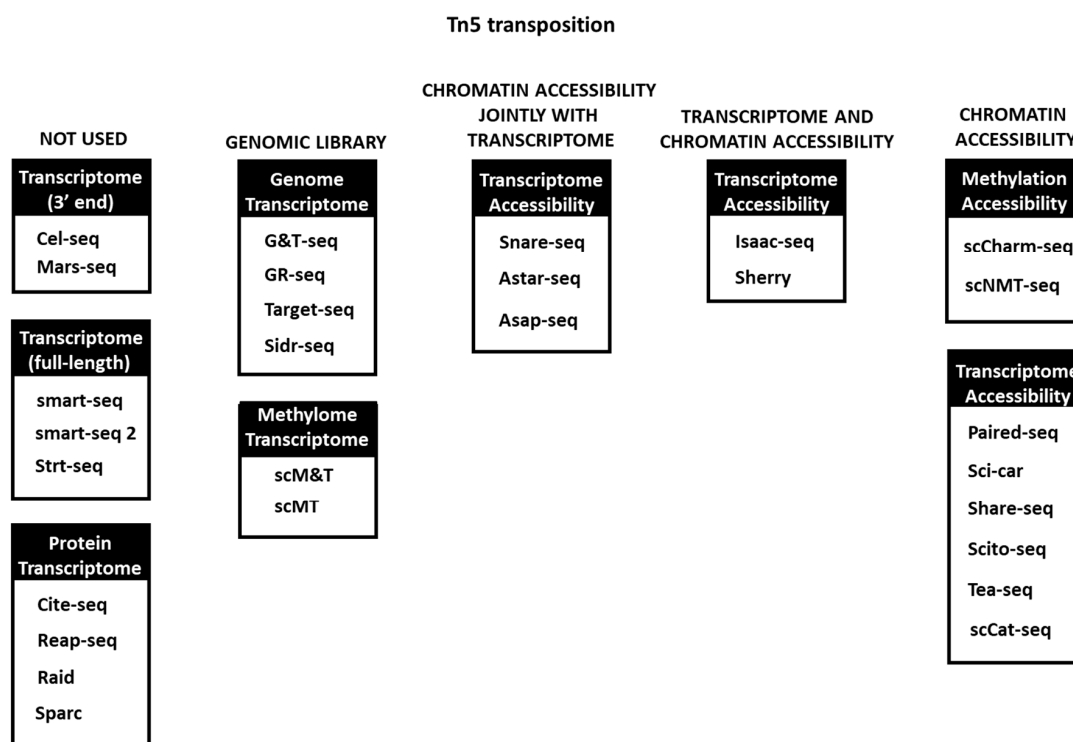 Tn5 transposition
NOT USED
Transcriptome
(3' end)
Cel-seq
Mars-seq
Transcriptome
(full-length)
smart-seq
smart-seq 2
Strt-seq
Protein
Transcriptome
Cite-seq
Reap-seq
Raid
Sparc
GENOMIC LIBRARY
Genome
Transcriptome
G&T-seq
GR-seq
Target-seq
Sidr-seq
Methylome
Transcriptome
scM&T
scMT
CHROMATIN ACCESSIBILITY
JOINTLY WITH
TRANSCRIPTOME
Transcriptome
Accessibility
Snare-seq
Astar-seq
Asap-seq
TRANSCRIPTOME AND
CHROMATIN ACCESSIBILITY
Transcriptome
Accessibility
Isaac-seq
Sherry
CHROMATIN
ACCESSIBILITY
Methylation
Accessibility
scCharm-seq
scNMT-seq
Transcriptome
Accessibility
Paired-seq
Sci-car
Share-seq
Scito-seq
Tea-seq
scCat-seq